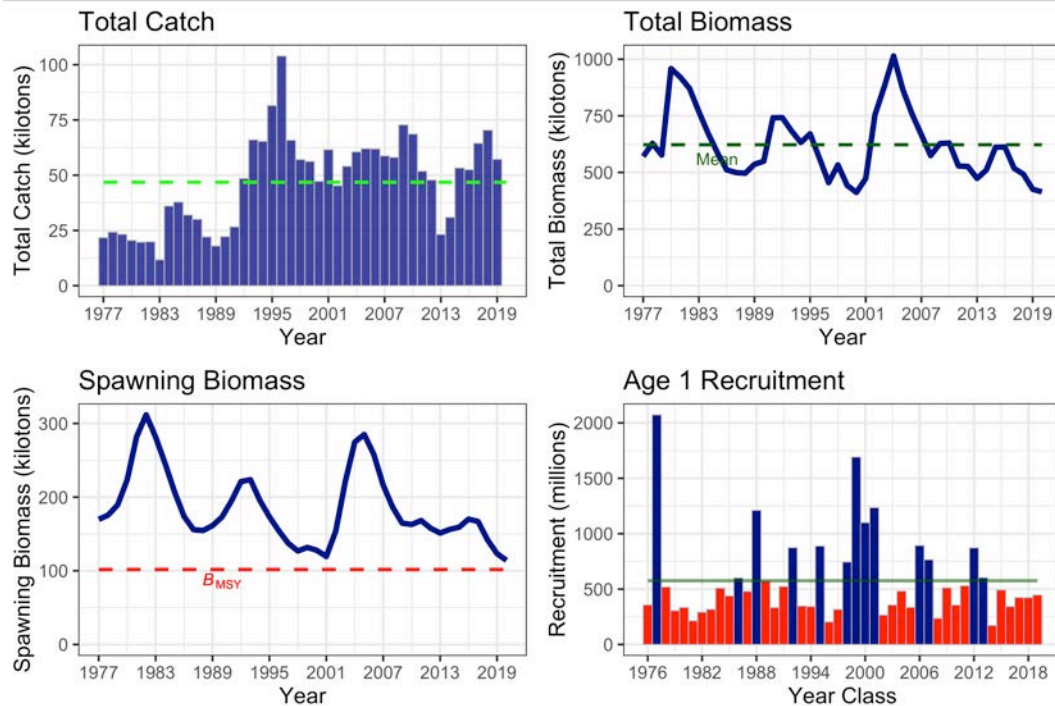 Total Catch
Total Catch (kilotons)
100
75
50
25
0
1977 1983 1989 1995 2001 2007 2013 2019
Year
Total Biomass
Total Biomass (kilotons)
1000
750
500
250
0
Mean
1977 1983 1989 1995 2001 2007 2013 2019
Year
Spawning Biomass
Spawning Biomass (kilotons)
300
200
100
0
BMSY
1977 1983 1989 1995 2001 2007 2013 2019
Year
Age 1 Recruitment
Recruitment (millions)
2000
1500
1000
500
0
1976 1982 1988 1994 2000 2006 2012 2018
Year Class